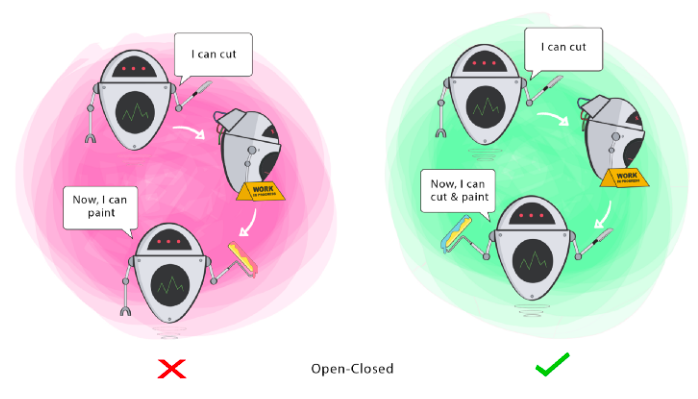 I can cut
WORK
IN PROGRESS
Now, I can
paint
I can cut
WORK
IN PROGRESS
Now, I can
cut & paint
Open-Closed